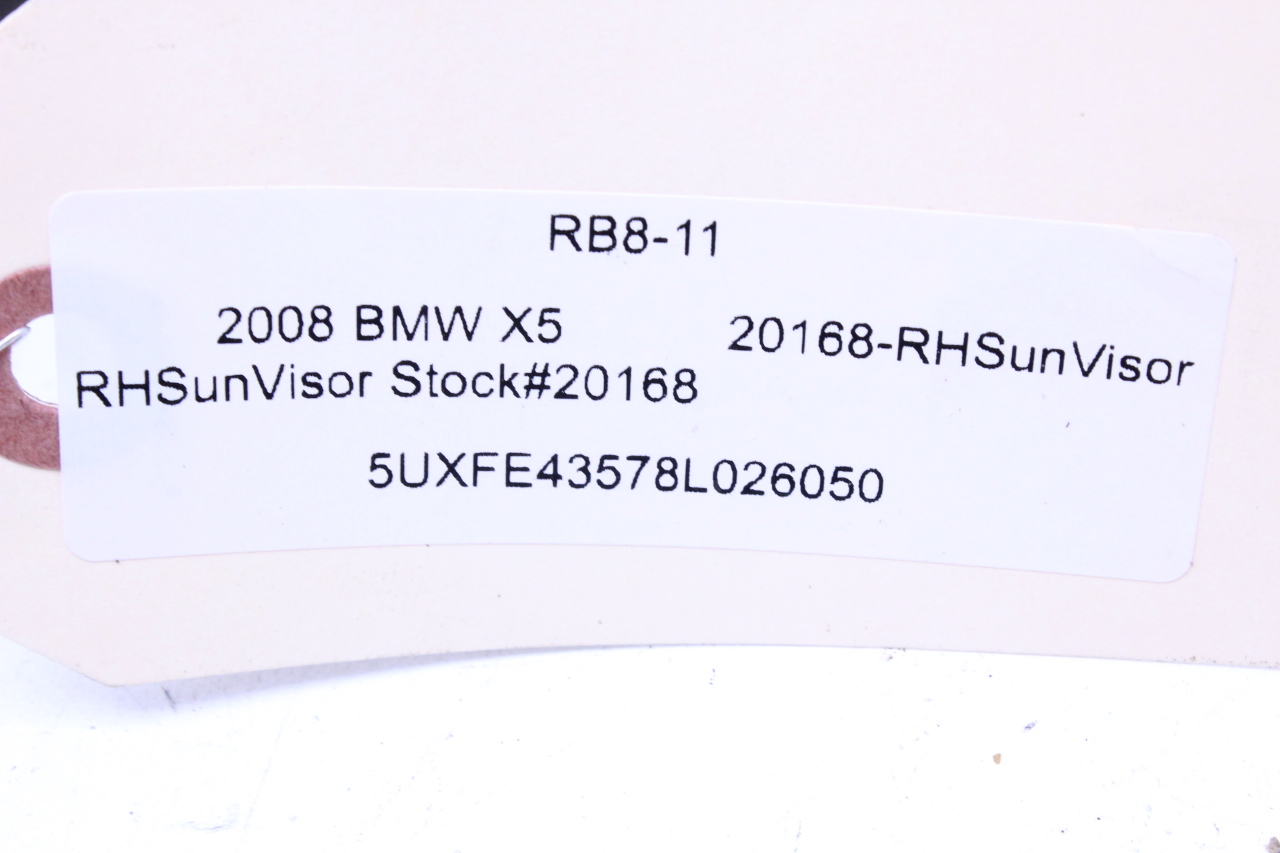 RB8-11
2008 BMW X5
20168-RHSunVisor
RHSunVisor Stock#20168
5UXFE43578L026050